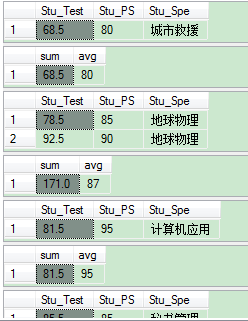 Stu_Test Stu_PS Stu_Spe
1 68.5 80 城市救援
sum avg
1 68.5 80
Stu_Test Stu_PS Stu_Spe
1 78.5 85 地球物理
2 92.5 90 地球物理
sum avg
1 171.0 87
Stu_Test Stu_PS Stu_Spe
1 81.5 95 计算机应用
sum avg
1 81.5 95
Stu_Test Stu_PS Stu_Spe